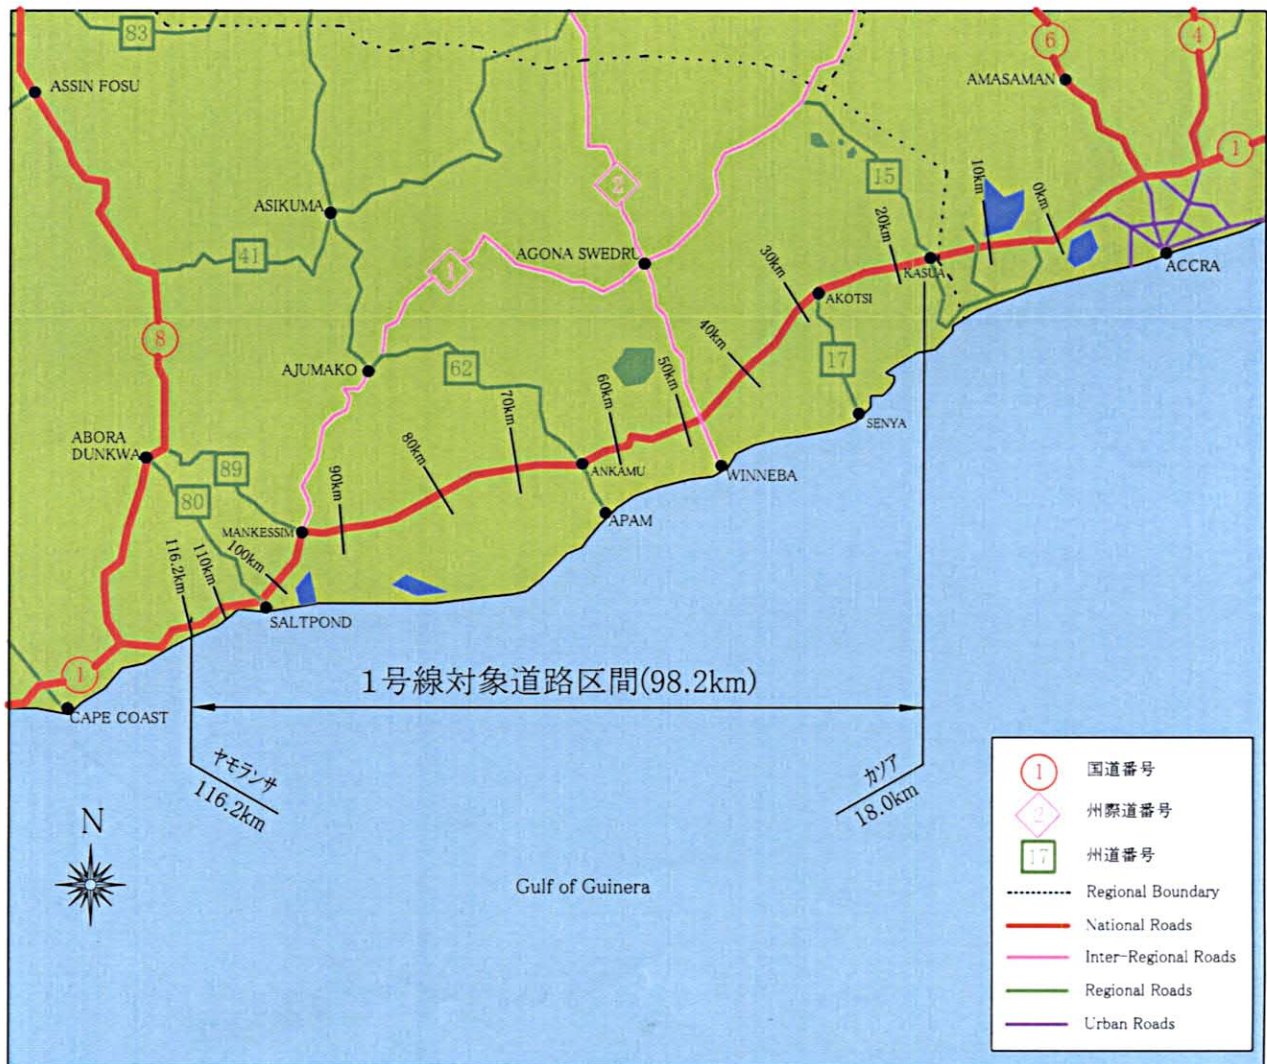 83
6
4
ASSIN FOSU
AMASAMAN
1
2
15
10km
0km
ASIKUMA
20km
41
AGONA SWEDRU
1
30km
KASUA
ACCRA
AKOTSI
8
40km
17
AJUMAKO
62
50km
60km
70km
SENYA
80km
ABORA
DUNKWA
89
90km
ANKAMU
WINNEBA
80
APAM
MANKESSIM
100km
110km
116.2km
SALTPOND
1
1号線対象道路区間(98.2km)
CAPE COAST
ヤモランサ
116.2km
カソア
18.0km
N
Gulf of Guinera
1 国道番号
2 州際道番号
17 州道番号
Regional Boundary
National Roads
Inter-Regional Roads
Regional Roads
Urban Roads